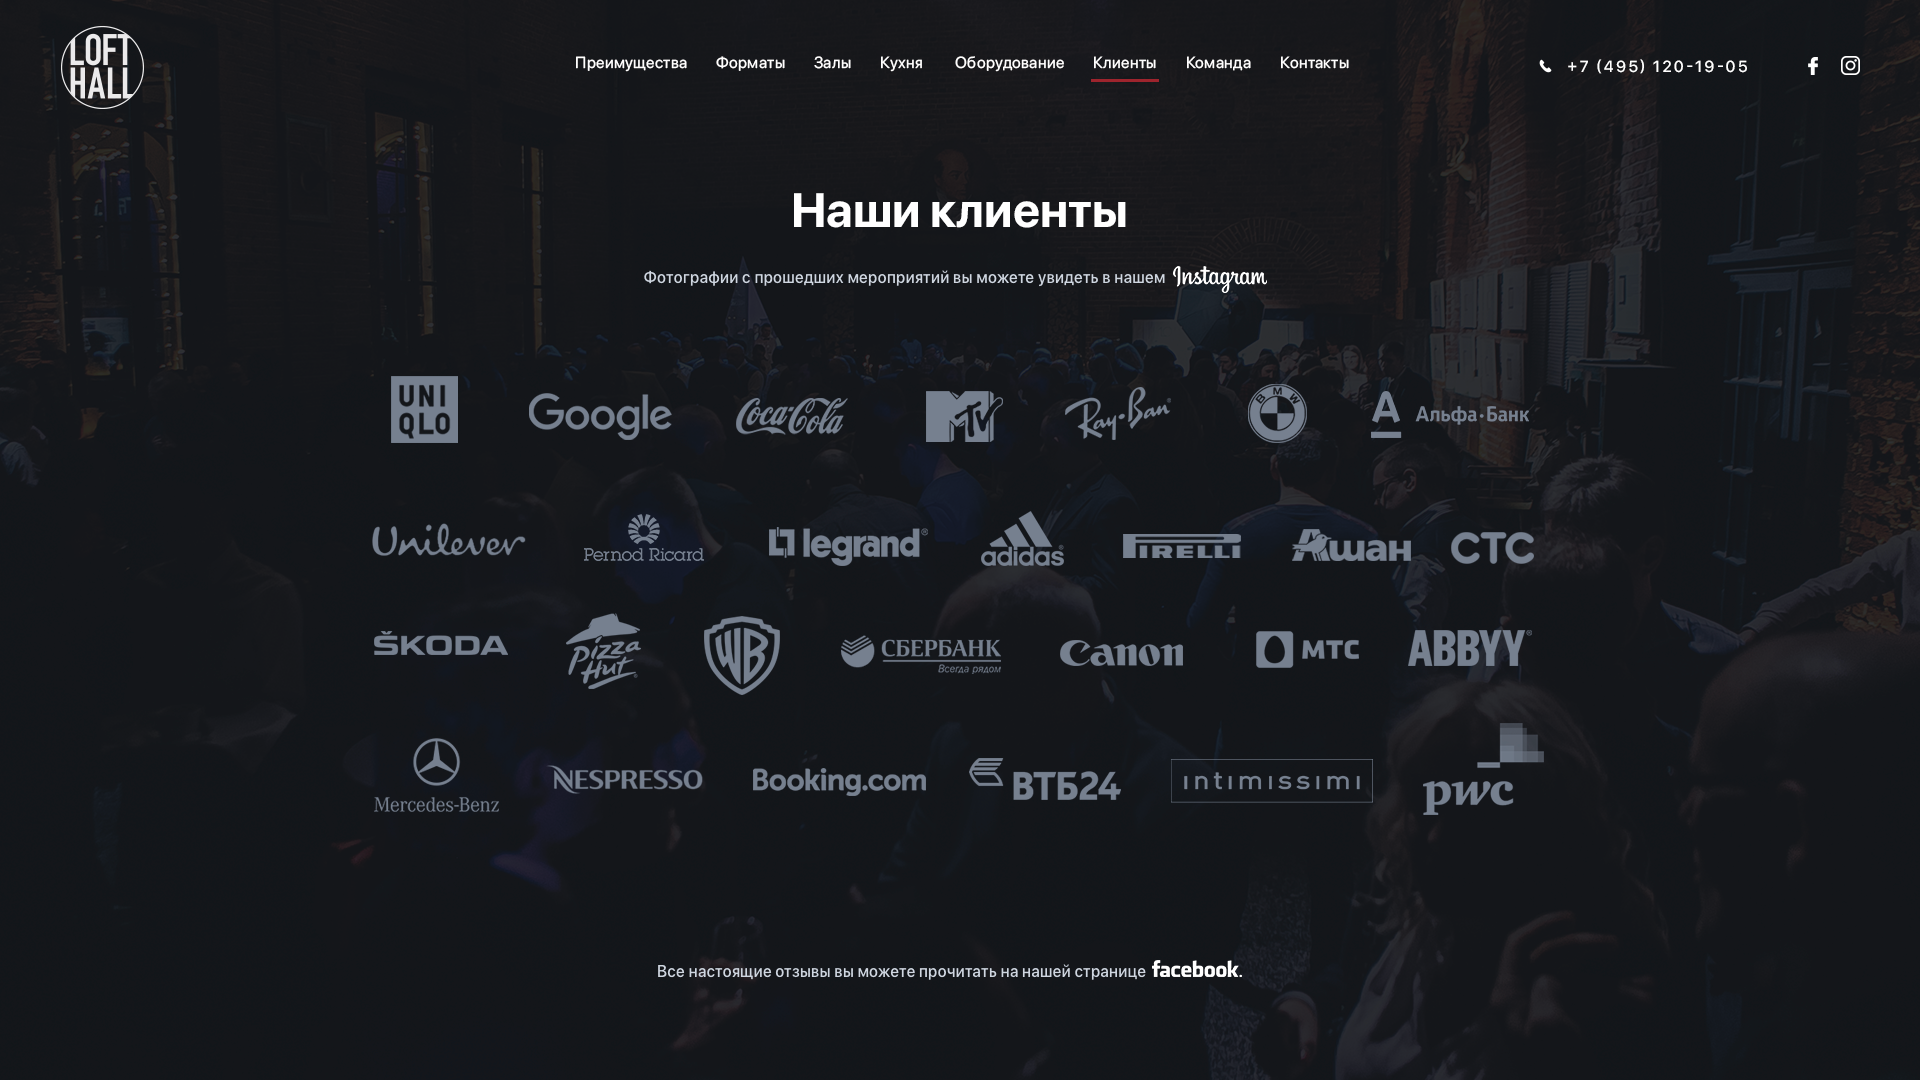 LOFT
HALL
Преимущества Форматы Залы Кухня Оборудование Клиенты Команда Контакты
+7 (495) 120-19-05
Наши клиенты
Фотографии с прошедших мероприятий вы можете увидеть в нашем Instagram
UNI
QLO
Google
Coca-Cola
MTV
Ray-Ban
BMW
А Альфа·Банк
Unilever
Pernod Ricard
legrand®
adidas
PIRELLI
Ашан
СТС
ŠKODA
Pizza
Hut
WB
СБЕРБАНК
Всегда рядом
Canon
МТС
ABBYY®
Mercedes-Benz
NESPRESSO
Booking.com
ВТБ24
intimissimi
pwc
Все настоящие отзывы вы можете прочитать на нашей странице facebook.